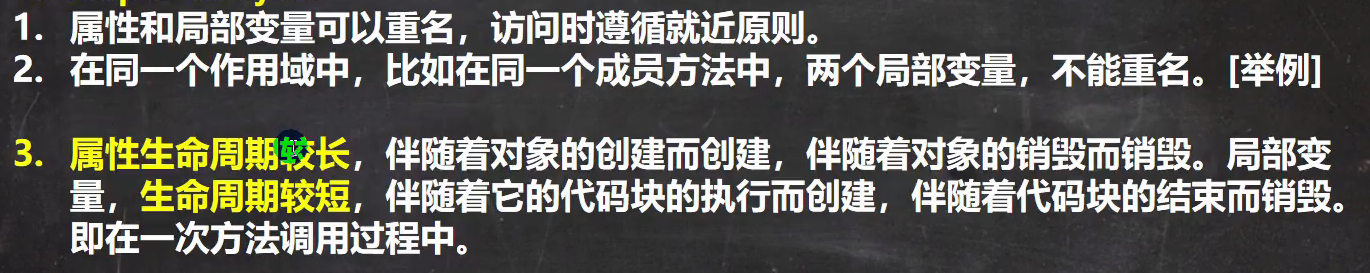 1. 属性和局部变量可以重名，访问时遵循就近原则。
2. 在同一个作用域中，比如在同一个成员方法中，两个局部变量，不能重名。[举例]
3. 属性生命周期较长，伴随着对象的创建而创建，伴随着对象的销毁而销毁。局部变
量，生命周期较短，伴随着它的代码块的执行而创建，伴随着代码块的结束而销毁。
即在一次方法调用过程中。